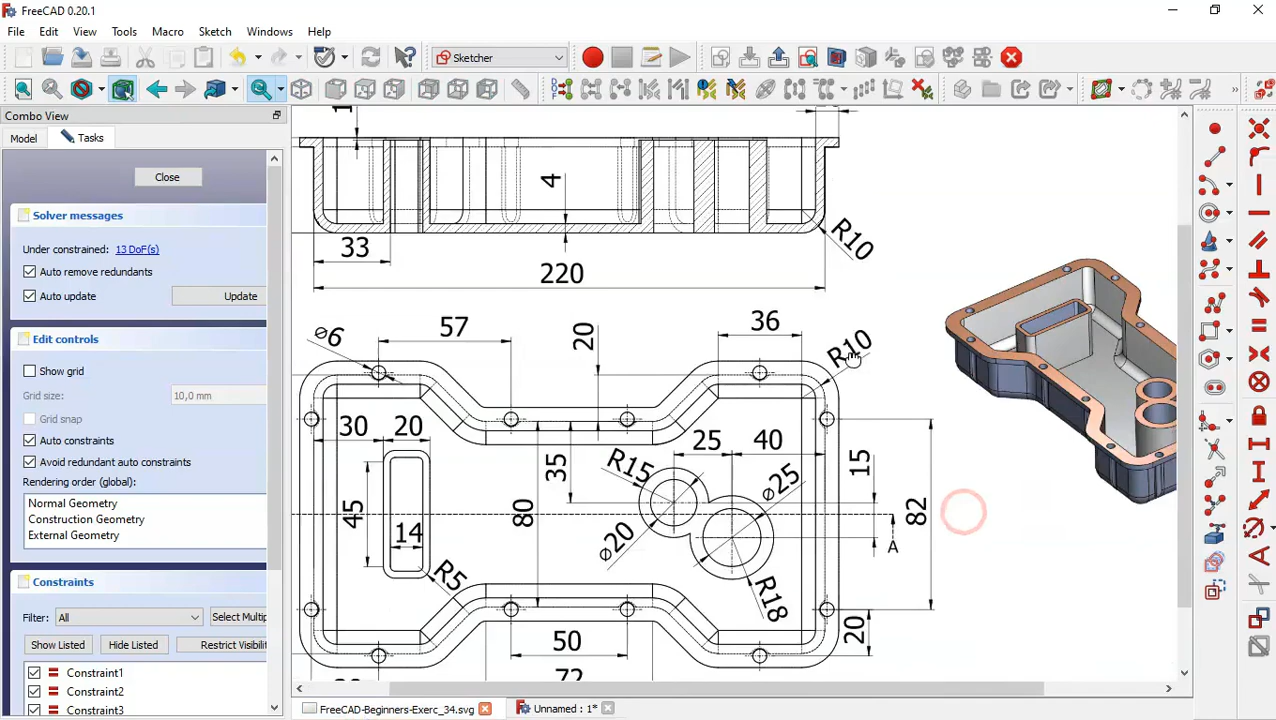 FreeCAD 0.20.1
File Edit View Tools Macro Sketch Windows Help
Sketcher
Combo View
Model Tasks
Close
Solver messages
Under constrained: 13 DoF(s)
Auto remove redundants
Auto update Update
Edit controls
Show grid
Grid size: 10,0 mm
Grid snap
Auto constraints
Avoid redundant auto constraints
Rendering order (global):
Normal Geometry
Construction Geometry
External Geometry
Constraints
Filter: All Select Multip
Show Listed Hide Listed Restrict Visibili
Constraint1
Constraint2
Constraint3
4
33
R10
220
⌀6
57
20
36
R10
30
20
35
25
40
15
R15
⌀25
45
14
80
⌀20
82
A
R5
R18
50
20
72
FreeCAD-Beginners-Exerc_34.svg
Unnamed : 1*